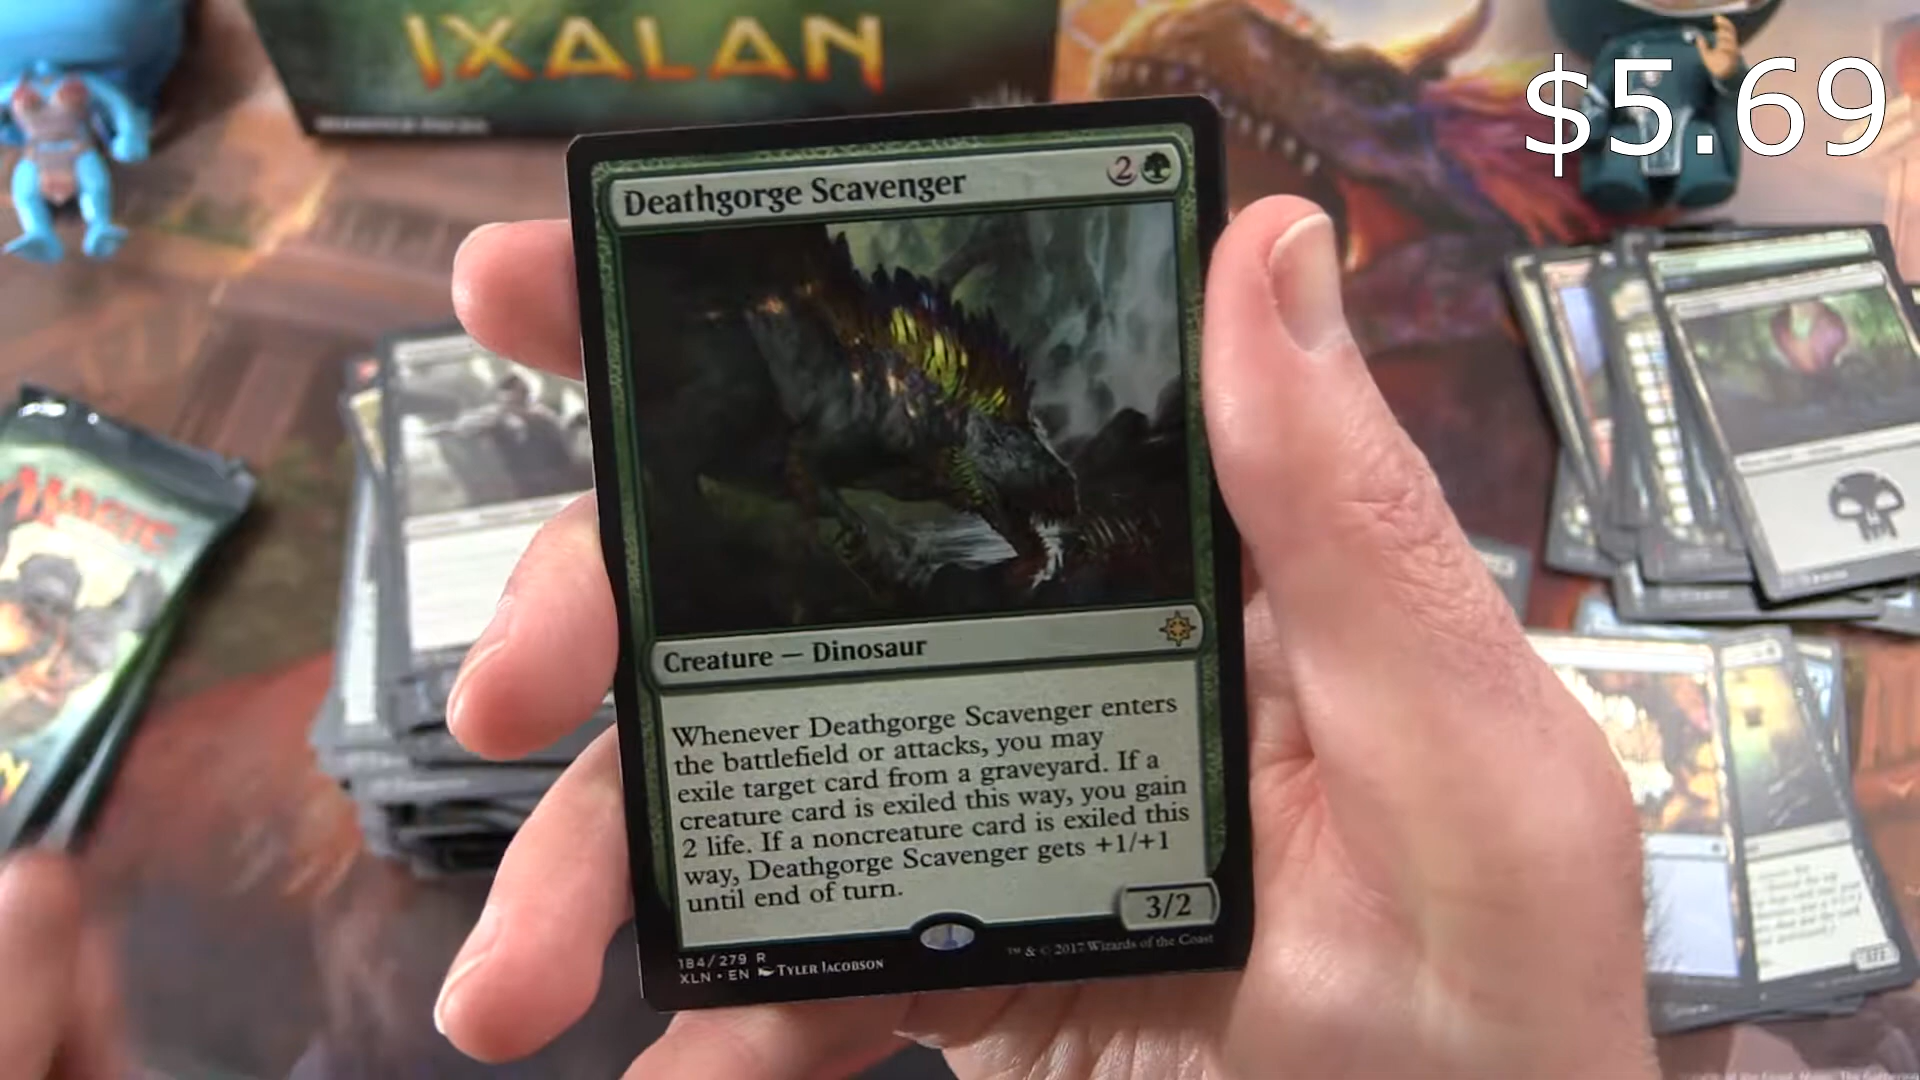 IXALAN
$5.69
Deathgorge Scavenger
2
MAGIC
Creature — Dinosaur
Whenever Deathgorge Scavenger enters
the battlefield or attacks, you may
exile target card from a graveyard. If a
creature card is exiled this way, you gain
2 life. If a noncreature card is exiled this
way, Deathgorge Scavenger gets +1/+1
until end of turn.
3/2
184/279 R
XLN • EN Tyler Jacobson
™ & © 2017 Wizards of the Coast